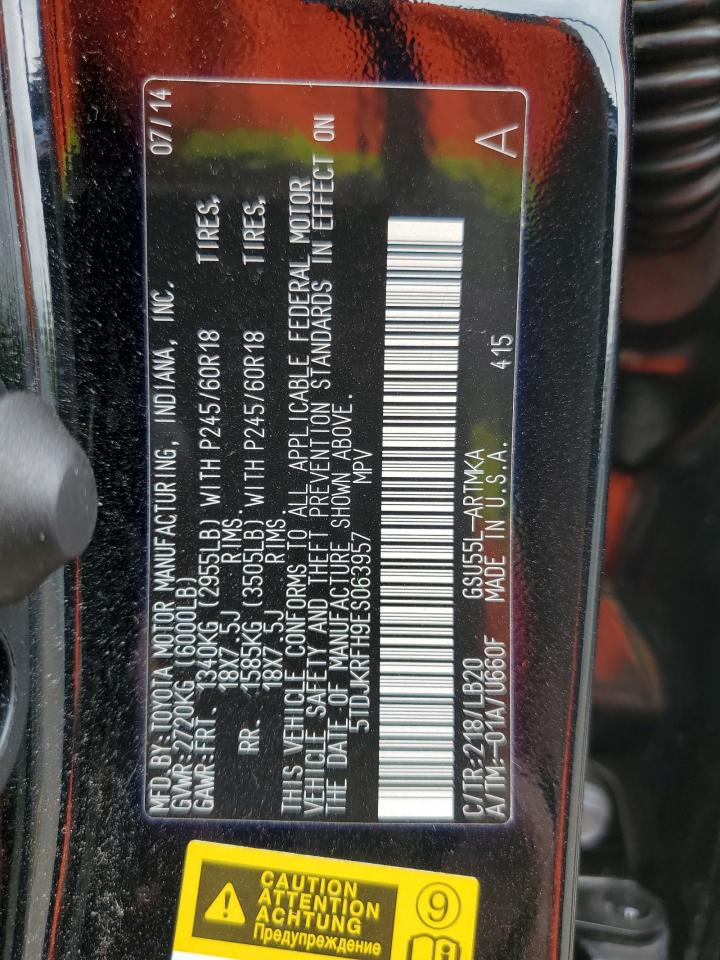 MFD. BY: TOYOTA MOTOR MANUFACTURING, INDIANA, INC. 07/14
GVWR: 2720KG (6000LB)
GAWR: FRT. 1340KG (2955LB) WITH P245/60R18 TIRES,
18X7.5J RIMS.
RR. 1585KG (3505LB) WITH P245/60R18 TIRES,
18X7.5J RIMS
THIS VEHICLE CONFORMS TO ALL APPLICABLE FEDERAL MOTOR
VEHICLE SAFETY AND THEFT PREVENTION STANDARDS IN EFFECT ON
THE DATE OF MANUFACTURE SHOWN ABOVE.
5TDJKRFH9ES063957 MPV
C/TR: 218/LB20 GSU55L-ARTMKA 415
A/TM: -01A/U660F MADE IN U.S.A. A
CAUTION
ATTENTION
ACHTUNG
Предупреждение
9